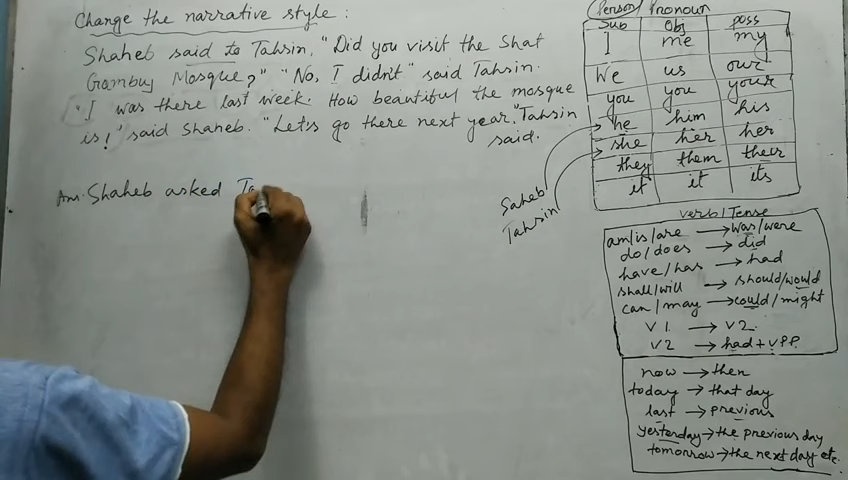 Change the narrative style :
Shaheb said to Tahsin, "Did you visit the Shat
Gambuj Mosque?" "No, I didn't" said Tahsin.
"I was there last week. How beautiful the mosque
is!" said Shaheb. "Let's go there next year," Tahsin
said.
Ans: Shaheb asked Ta
Person/Pronoun
Sub obj poss
I me my
We us our
you you your
he him his
she her her
they them their
it it its
Saheb
Tahsin
verb/Tense
am/is/are → was/were
do/does → did
have/has → had
shall/will → should/would
can/may → could/might
V1 → V2.
V2 → had+VPP.
now → then
today → that day
last → previous
yesterday → the previous day
tomorrow → the next day etc.